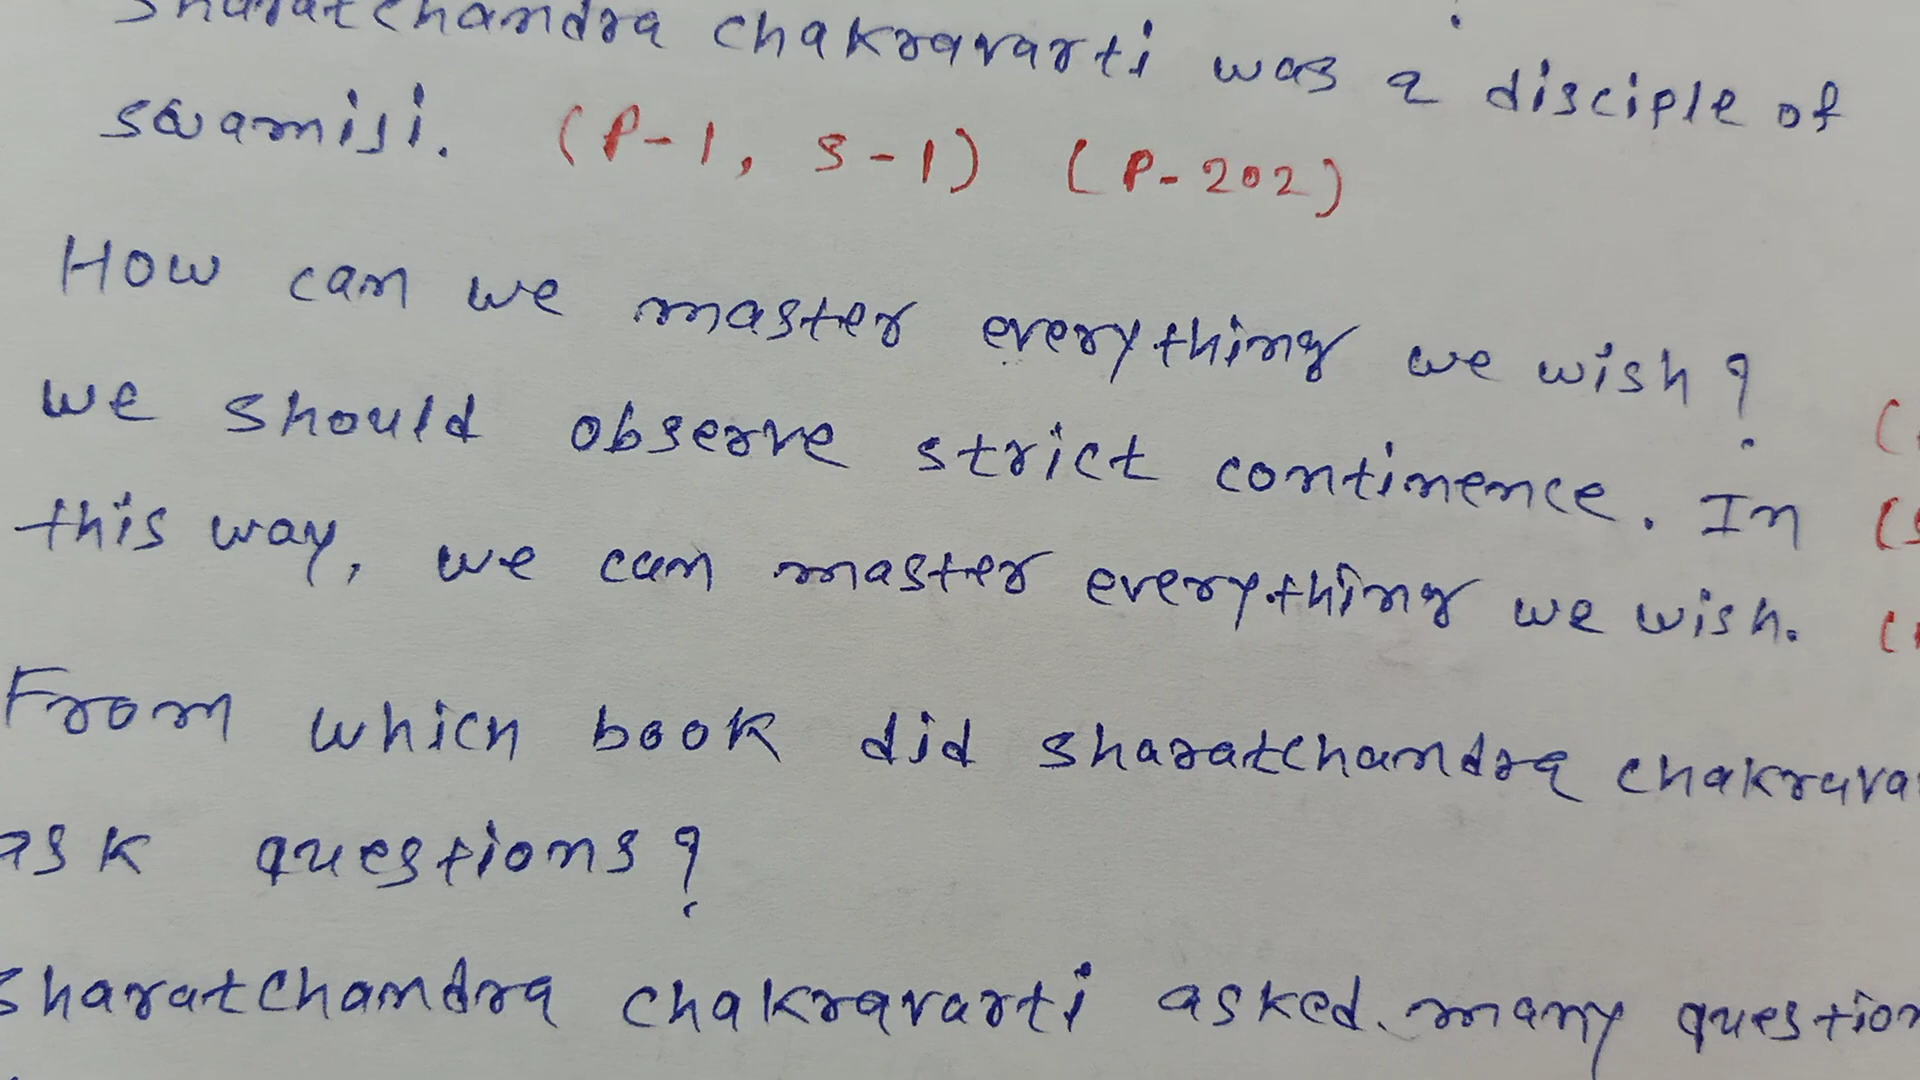 Sharatchandra Chakravarti was a disciple of
swamiji. (P-1, S-1) (P-202)
How can we master everything we wish?
we should observe strict continence. In
this way, we can master everything we wish.
From which book did sharatchandra
ask questions?
sharatchandra chakravarti asked many